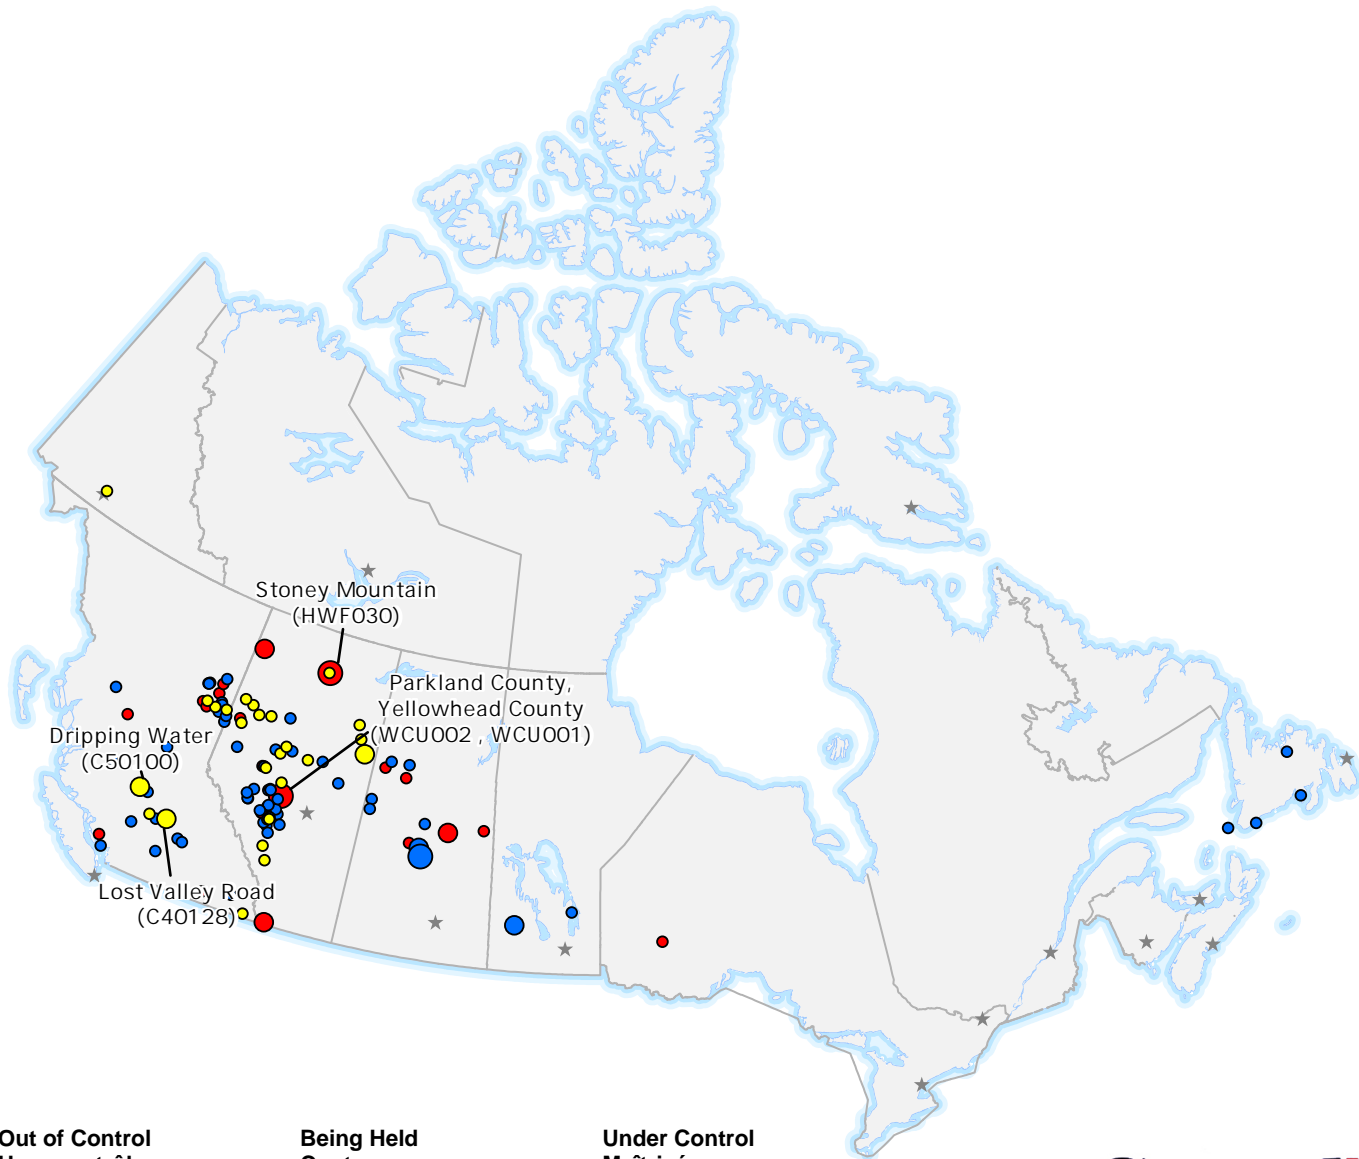 Stoney Mountain
(HWF030)
Parkland County,
Yellowhead County
(WCU002 , WCU001)
Dripping Water
(C50100)
Lost Valley Road
(C40128)
Out of Control
Being Held
Under Control